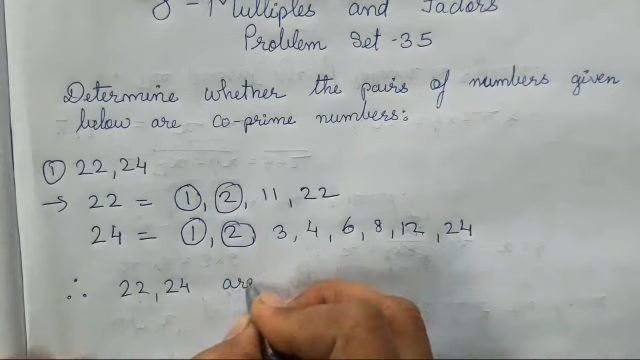 8 - Multiples and Factors
Problem Set - 35
Determine whether the pairs of numbers given
below are co-prime numbers:
① 22, 24
→ 22 = ①, ②, 11, 22
24 = ①, ②, 3, 4, 6, 8, 12, 24
∴ 22, 24 are